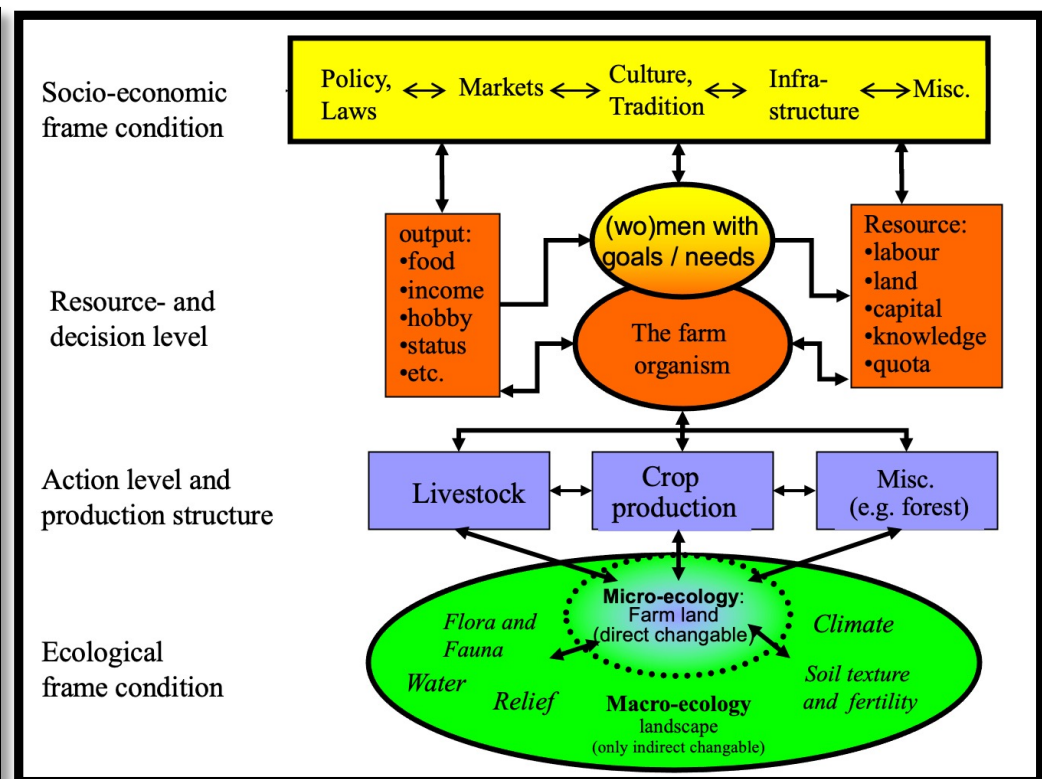 Socio-economic
frame condition
Policy,
Laws
Markets
Culture,
Tradition
Infra-
structure
Misc.
Resource- and
decision level
output:
•food
•income
•hobby
•status
•etc.
(wo)men with
goals / needs
The farm
organism
Resource:
•labour
•land
•capital
•knowledge
•quota
Action level and
production structure
Livestock
Crop
production
Misc.
(e.g. forest)
Ecological
frame condition
Micro-ecology:
Farm land
(direct changable)
Flora and
Fauna
Water
Relief
Climate
Soil texture
and fertility
Macro-ecology
landscape
(only indirect changable)